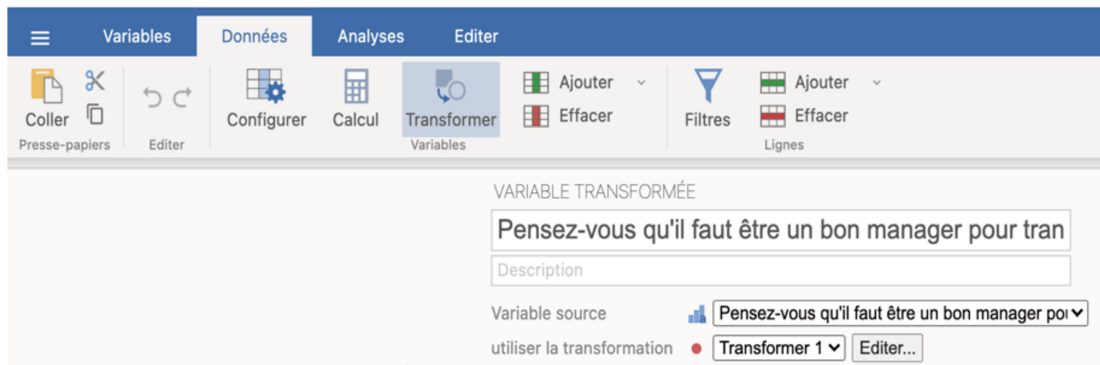 Variables Données Analyses Editer
Coller Configurer Calcul Transformer Ajouter Effacer Filtres Ajouter Effacer
Presse-papiers Editer Variables Lignes
VARIABLE TRANSFORMÉE
Pensez-vous qu'il faut être un bon manager pour tran
Description
Variable source Pensez-vous qu'il faut être un bon manager poi
utiliser la transformation Transformer 1 Editer...